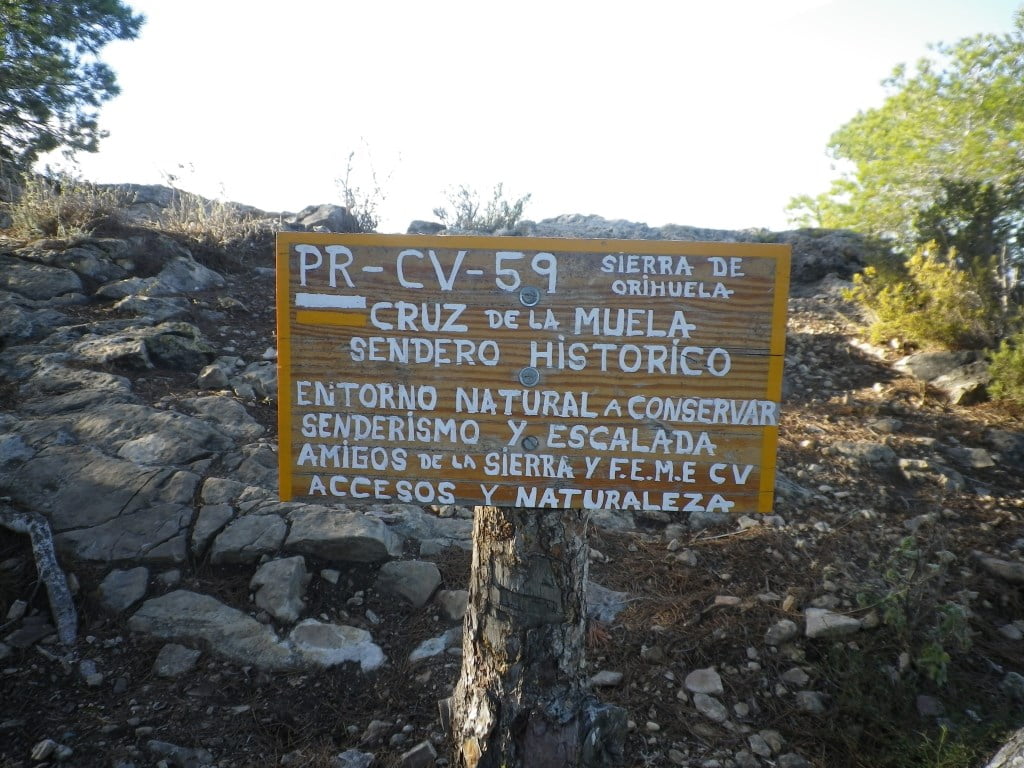 PR-CV-59 SIERRA DE
ORIHUELA
CRUZ DE LA MUELA
SENDERO HISTORICO
ENTORNO NATURAL A CONSERVAR
SENDERISMO Y ESCALADA
AMIGOS DE LA SIERRA Y F.E.M.E CV
ACCESOS Y NATURALEZA